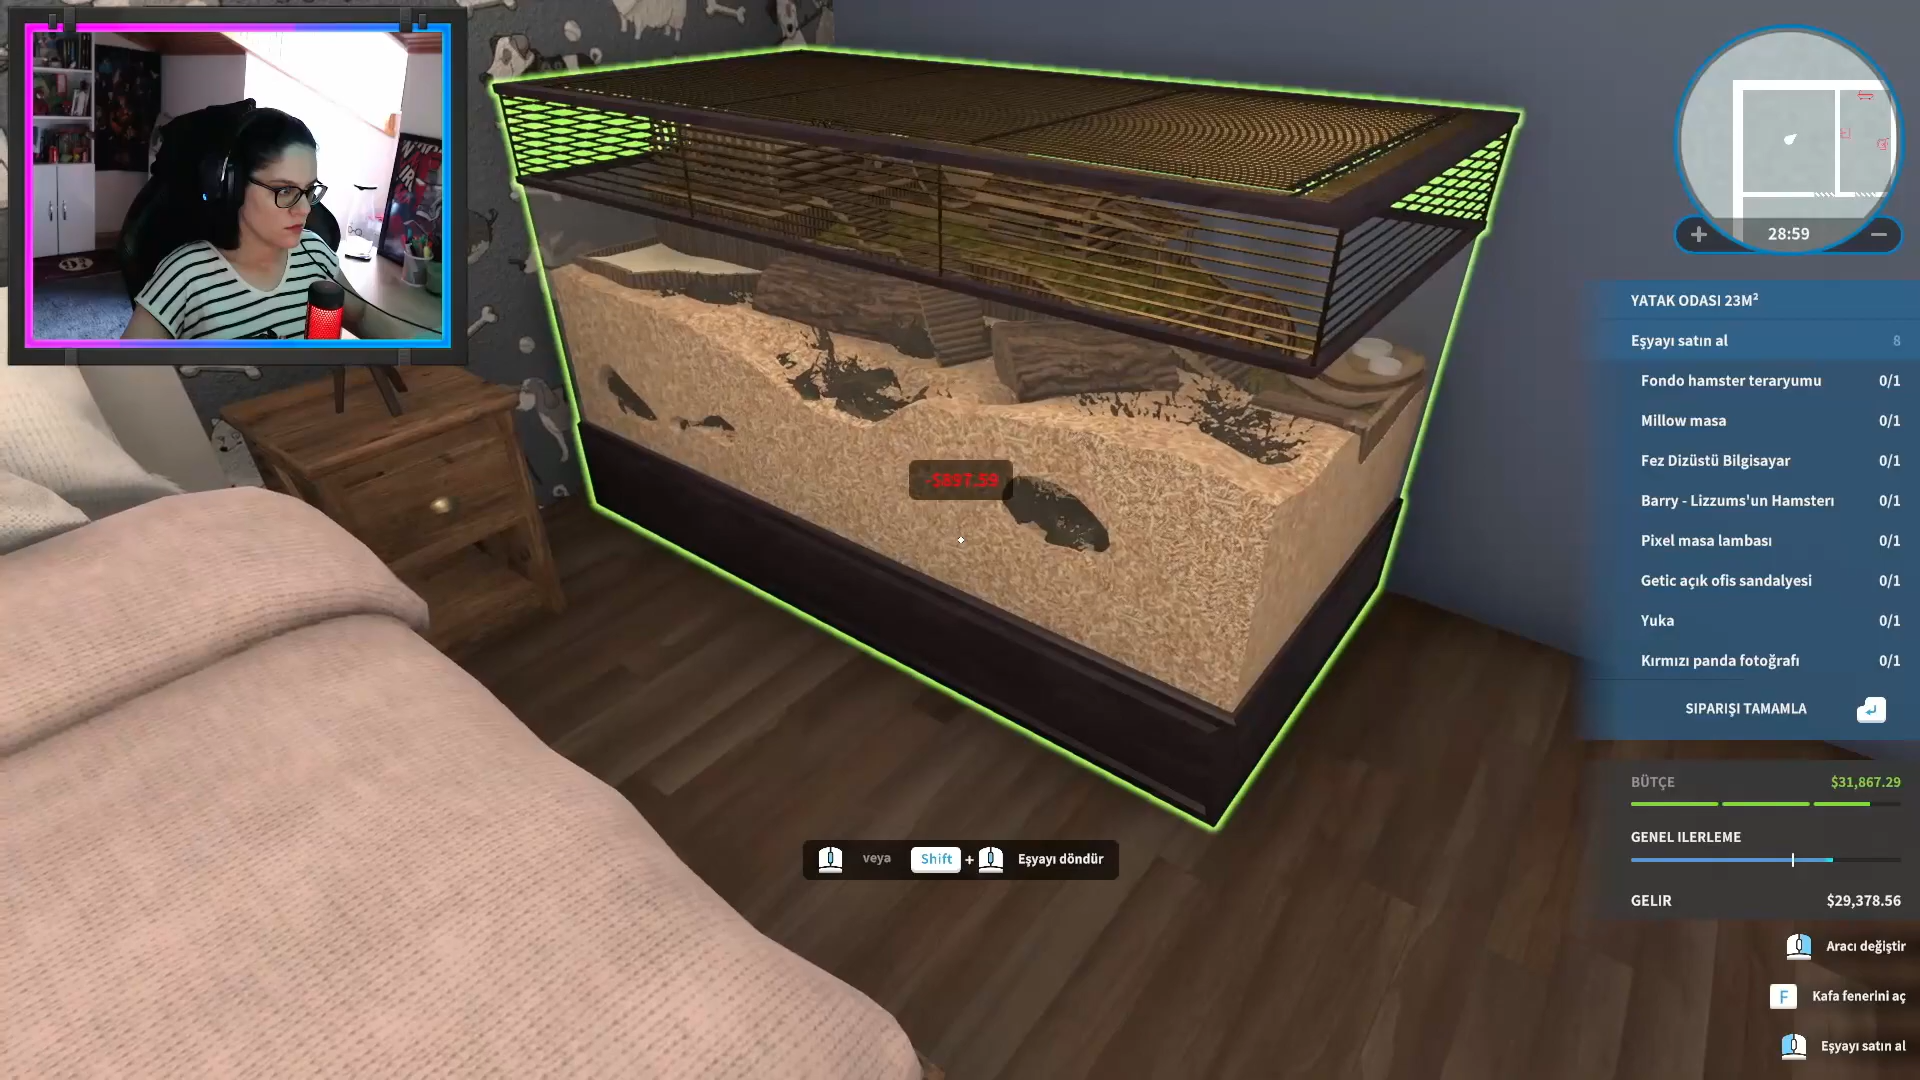 28:59
YATAK ODASI 23M²
Eşyayı satın al 8
Fondo hamster teraryumu 0/1
Millow masa 0/1
Fez Dizüstü Bilgisayar 0/1
Barry - Lizzums'un Hamsterı 0/1
Pixel masa lambası 0/1
Getic açık ofis sandalyesi 0/1
Yuka 0/1
Kırmızı panda fotoğrafı 0/1
SIPARIŞI TAMAMLA
-$897.59
BÜTÇE $31,867.29
GENEL ILERLEME
GELIR $29,378.56
veya Shift + Eşyayı döndür
Aracı değiştir
F Kafa fenerini aç
Eşyayı satın al